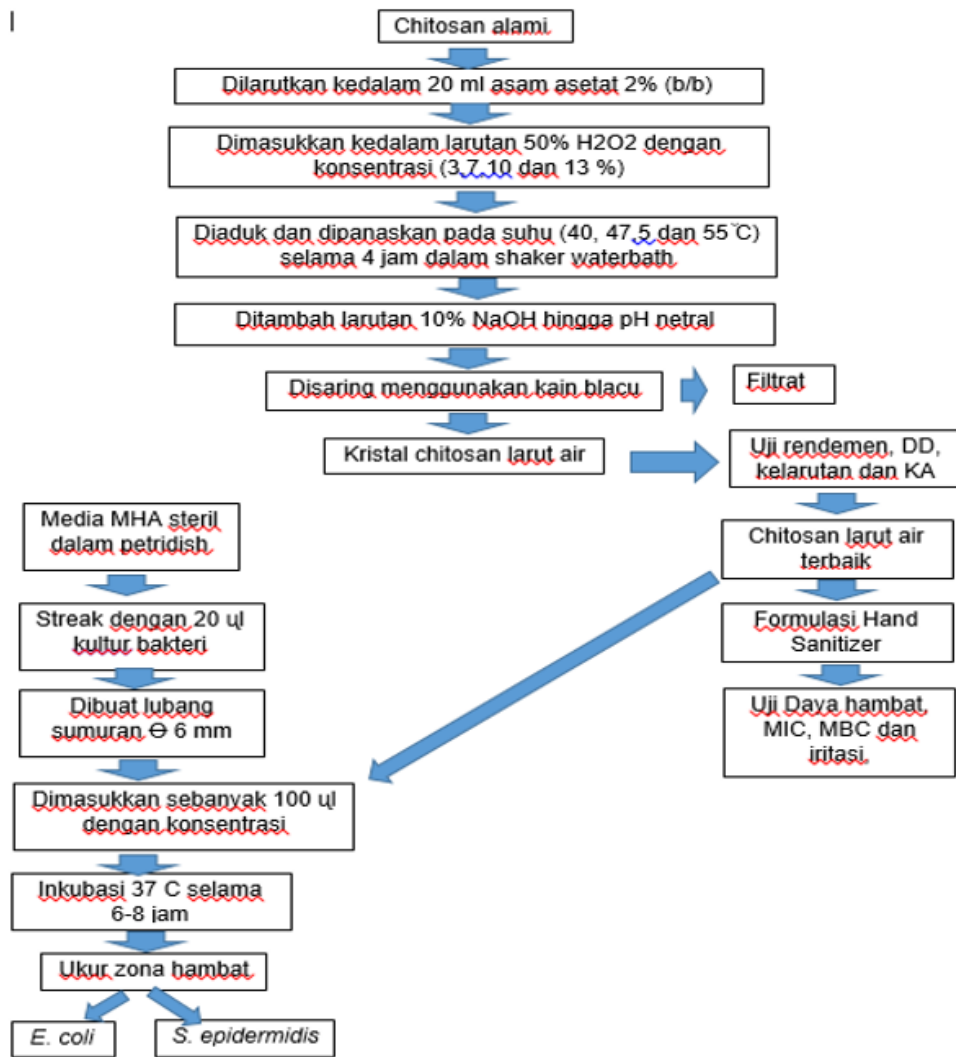 Chitosan alami
Dilarutkan kedalam 20 ml asam asetat 2% (b/b)
Dimasukkan kedalam larutan 50% H2O2 dengan
konsentrasi (3,7,10 dan 13 %)
Diaduk dan dipanaskan pada suhu (40, 47,5 dan 55 ̊C)
selama 4 jam dalam shaker waterbath
Ditambah larutan 10% NaOH hingga pH netral
Disaring menggunakan kain blacu
Filtrat
Kristal chitosan larut air
Uji rendemen, DD,
kelarutan dan KA
Chitosan larut air
terbaik
Formulasi Hand
Sanitizer
Uji Daya hambat,
MIC, MBC dan
iritasi.
Media MHA steril
dalam petridish
Streak dengan 20 ųl
kultur bakteri
Dibuat lubang
sumuran Ꝋ 6 mm
Dimasukkan sebanyak 100 ųl
dengan konsentrasi
Inkubasi 37 C selama
6-8 jam
Ukur zona hambat
E. coli
S. epidermidis